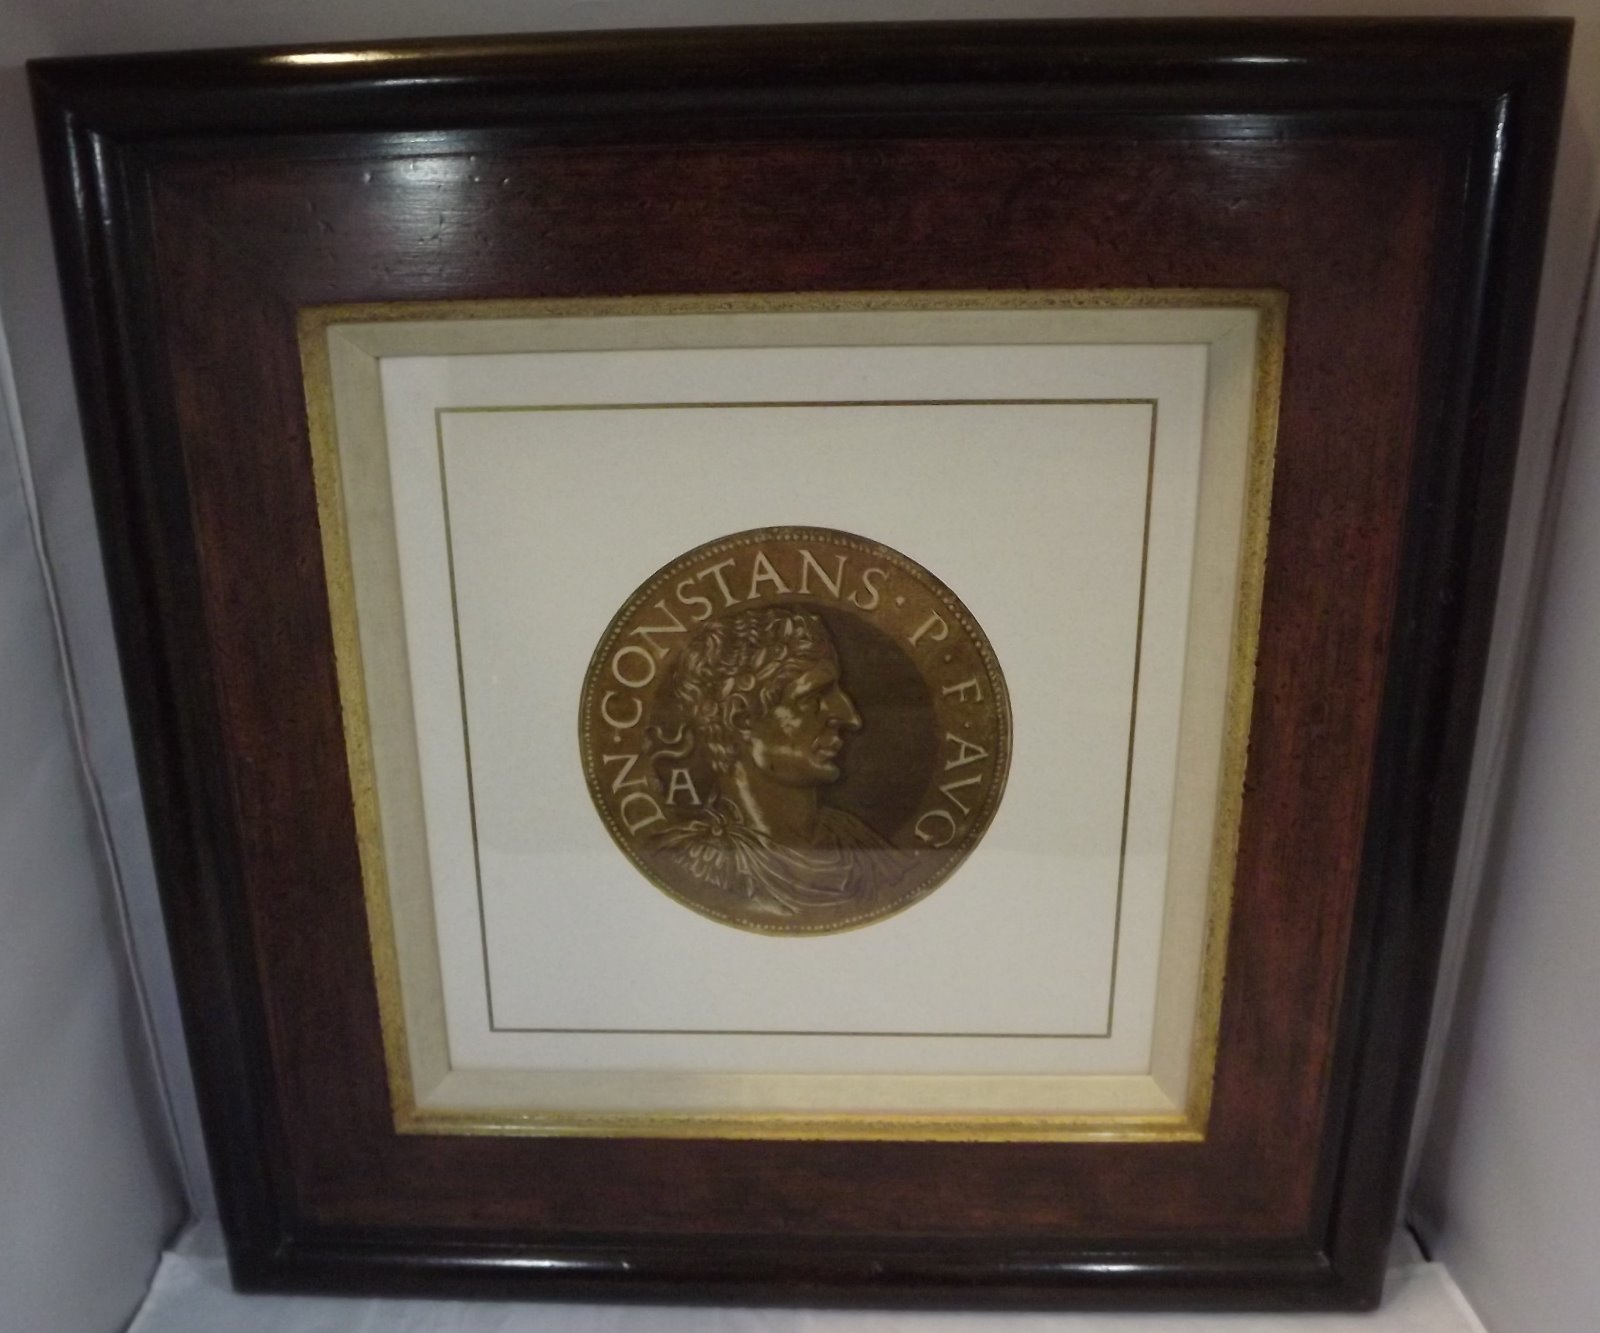 DN · CONSTANS · P · F · AVG ·
A